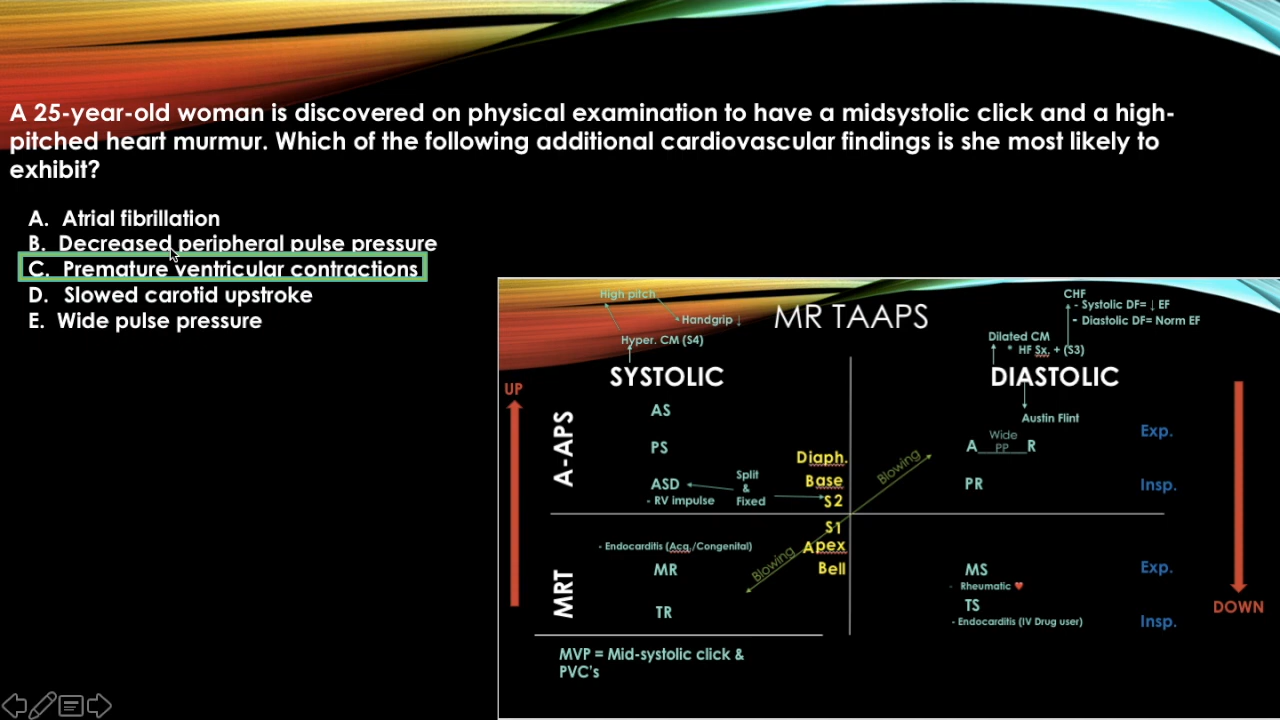 A 25-year-old woman is discovered on physical examination to have a midsystolic click and a high-
pitched heart murmur. Which of the following additional cardiovascular findings is she most likely to
exhibit?
A. Atrial fibrillation
B. Decreased peripheral pulse pressure
C. Premature ventricular contractions
D. Slowed carotid upstroke
E. Wide pulse pressure
MR TAAPS
High pitch
Handgrip ↓
Hyper. CM (S4)
CHF
- Systolic DF= ↓ EF
- Diastolic DF= Norm EF
Dilated CM
* HF Sx. + (S3)
UP
SYSTOLIC
DIASTOLIC
Austin Flint
A-APS
AS
PS
ASD
- RV impulse
Split
&
Fixed
Diaph.
Base
S2
Blowing
Wide
PP
A_____R
PR
Exp.
Insp.
S1
Apex
Bell
Blowing
MRT
- Endocarditis (Acq./Congenital)
MR
TR
MS
- Rheumatic ♥
TS
- Endocarditis (IV Drug user)
Exp.
Insp.
DOWN
MVP = Mid-systolic click &
PVC's